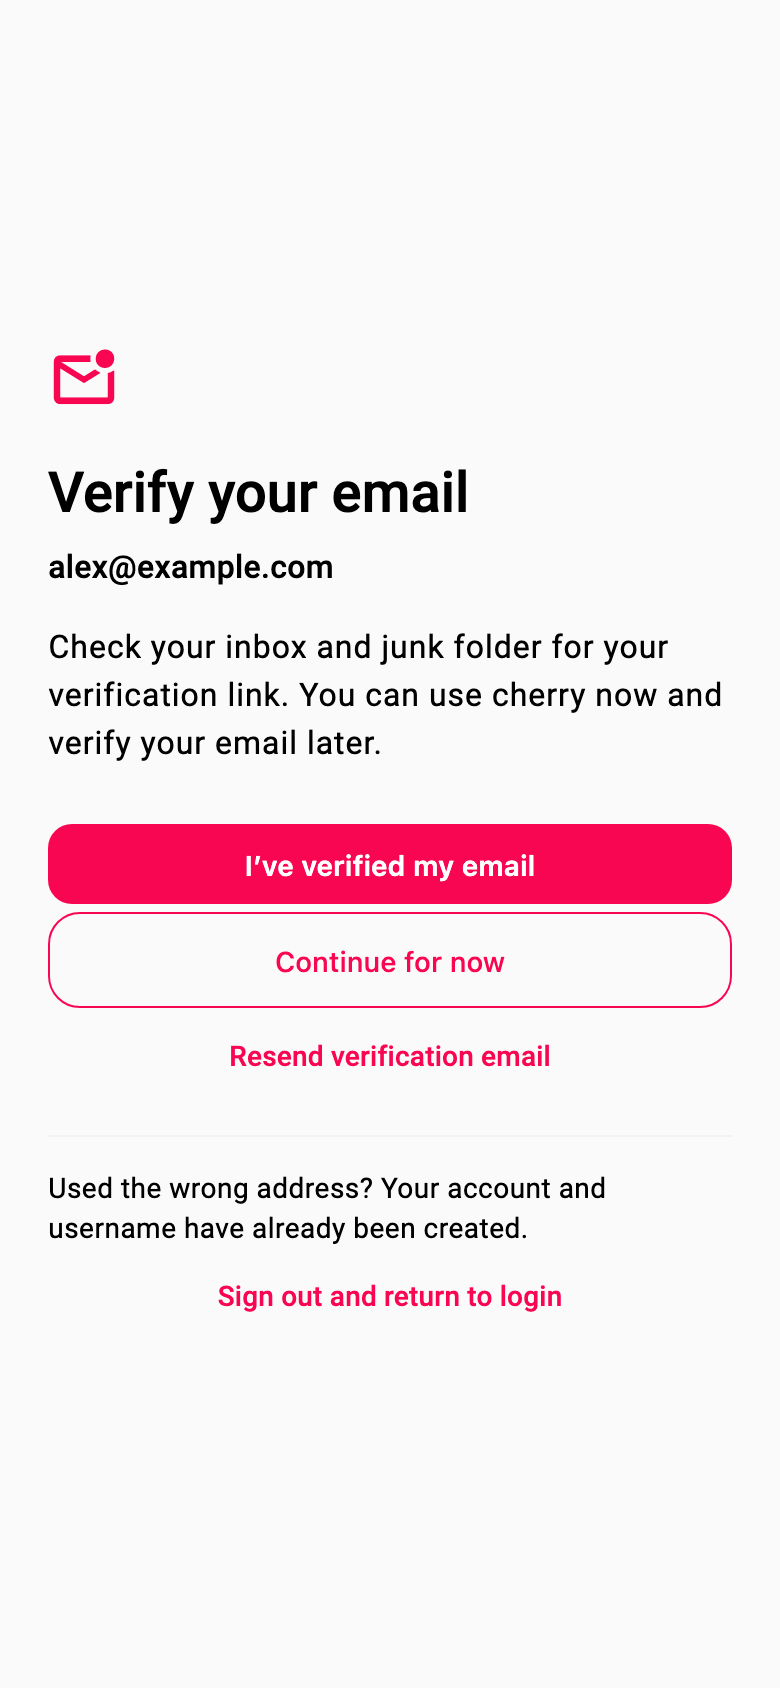 Verify your email
alex@example.com
Check your inbox and junk folder for your
verification link. You can use cherry now and
verify your email later.
I’ve verified my email
Continue for now
Resend verification email
Used the wrong address? Your account and
username have already been created.
Sign out and return to login